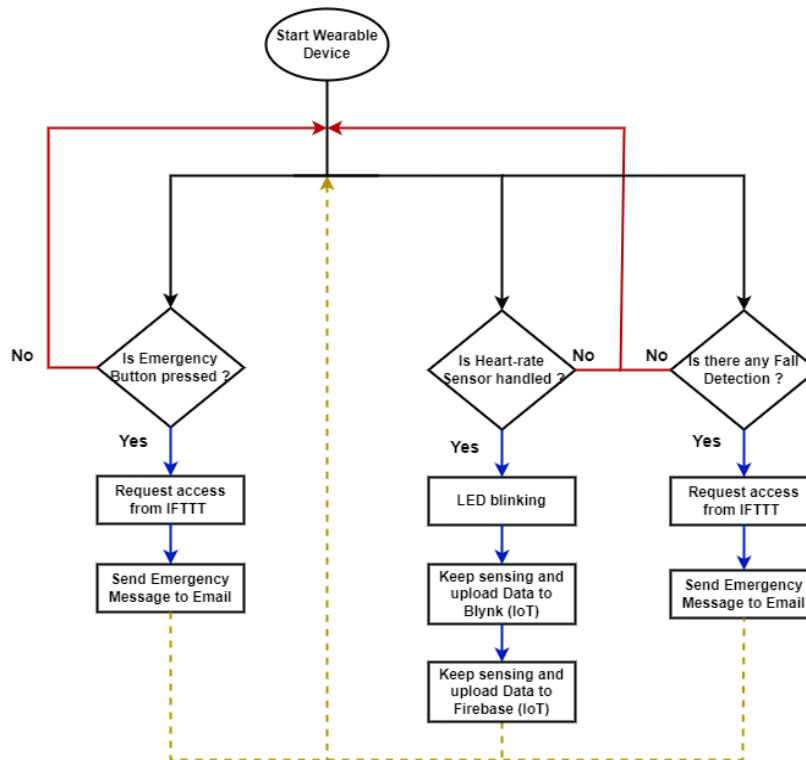 Start Wearable
Device
No
Is Emergency
Button pressed ?
Is Heart-rate
Sensor handled ?
No
No
Is there any Fall
Detection ?
Yes
Yes
Yes
Request access
from IFTTT
LED blinking
Request access
from IFTTT
Send Emergency
Message to Email
Keep sensing and
upload Data to
Blynk (IoT)
Send Emergency
Message to Email
Keep sensing and
upload Data to
Firebase (IoT)